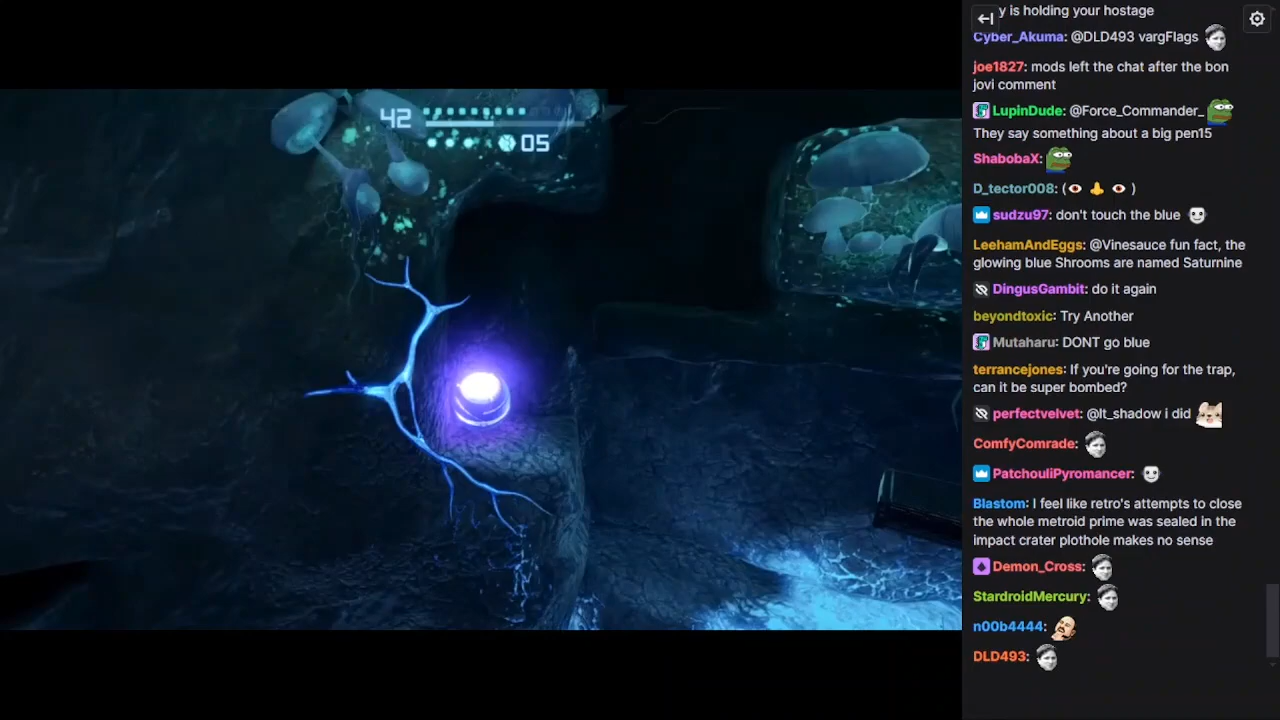 42
05
y is holding your hostage
Cyber_Akuma: @DLD493 vargFlags
joe1827: mods left the chat after the bon
jovi comment
LupinDude: @Force_Commander_
They say something about a big pen15
ShabobaX:
D_tector008: ( )
sudzu97: don't touch the blue
LeehamAndEggs: @Vinesauce fun fact, the
glowing blue Shrooms are named Saturnine
DingusGambit: do it again
beyondtoxic: Try Another
Mutaharu: DONT go blue
terrancejones: If you're going for the trap,
can it be super bombed?
perfectvelvet: @lt_shadow i did
ComfyComrade:
PatchouliPyromancer:
Blastom: I feel like retro's attempts to close
the whole metroid prime was sealed in the
impact crater plothole makes no sense
Demon_Cross:
StardroidMercury:
n00b4444:
DLD493: